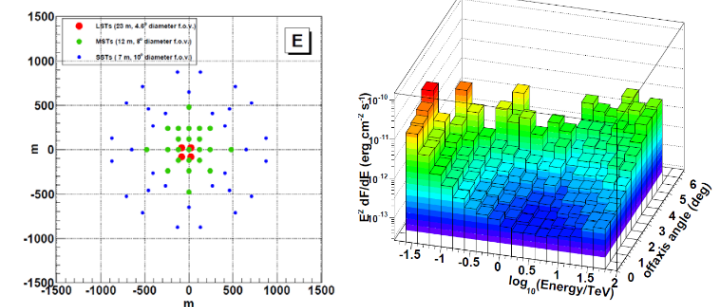 1500
1000
500
0
-500
-1000
-1500
m
LSTs (23 m, 4.6° diameter f.o.v.)
MSTs (12 m, 8° diameter f.o.v.)
SSTs ( 7 m, 10° diameter f.o.v.)
E
-1500 -1000 -500 0 500 1000 1500
m
E² dF/dE (erg cm⁻² s⁻¹)
10⁻¹⁰
10⁻¹¹
10⁻¹²
10⁻¹³
-1.5 -1 -0.5 0 0.5 1 1.5 2
log₁₀(Energy/TeV)
0 1 2 3 4 5 6
offaxis angle (deg)